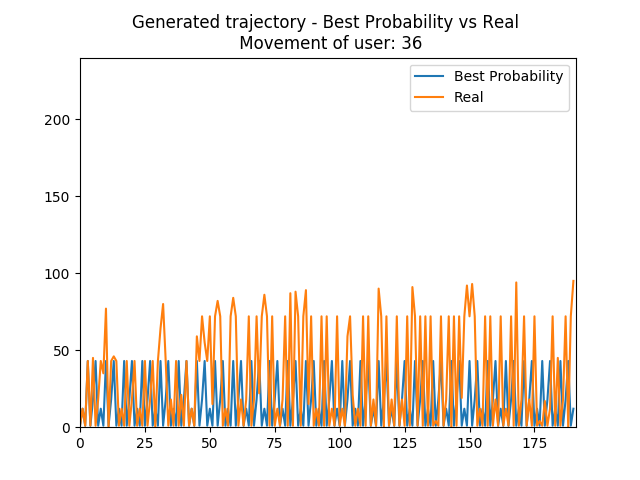 Generated trajectory - Best Probability vs Real
Movement of user: 36
Best Probability
Real
200
150
100
50
0
0 25 50 75 100 125 150 175